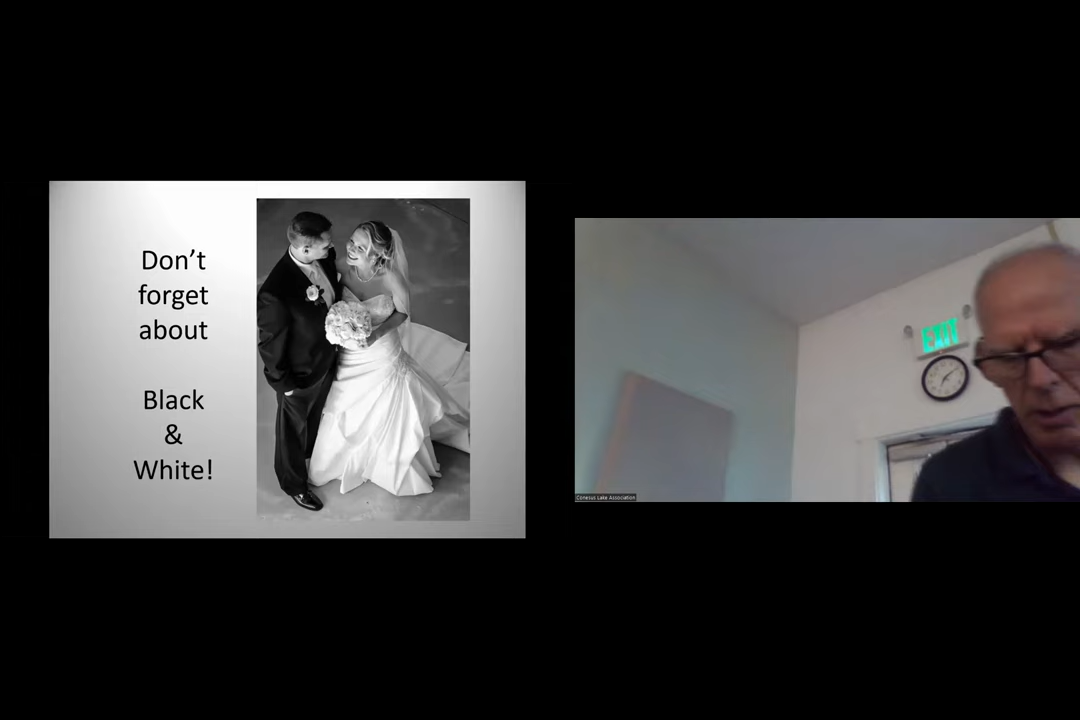 Don't
forget
about
Black
&
White!
EXIT
Conesus Lake Association